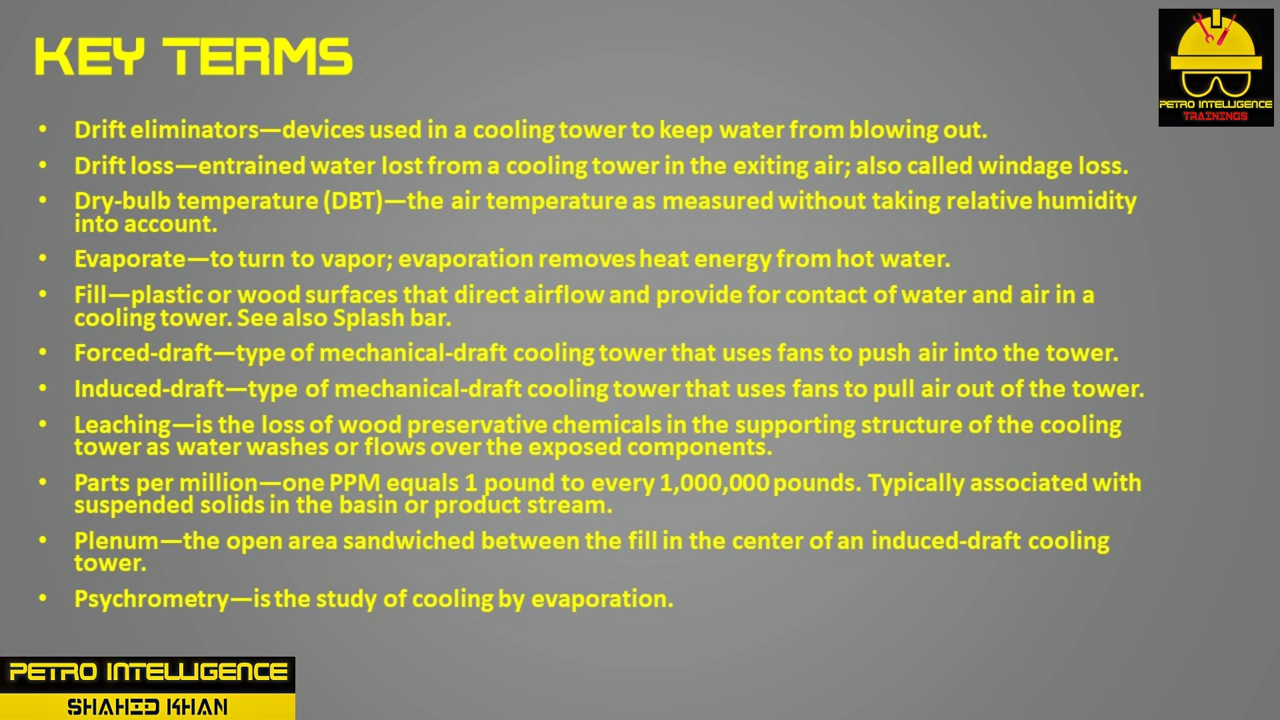 KEY TERMS
PETRO INTELLIGENCE
TRAININGS
• Drift eliminators—devices used in a cooling tower to keep water from blowing out.
• Drift loss—entrained water lost from a cooling tower in the exiting air; also called windage loss.
• Dry-bulb temperature (DBT)—the air temperature as measured without taking relative humidity
into account.
• Evaporate—to turn to vapor; evaporation removes heat energy from hot water.
• Fill—plastic or wood surfaces that direct airflow and provide for contact of water and air in a
cooling tower. See also Splash bar.
• Forced-draft—type of mechanical-draft cooling tower that uses fans to push air into the tower.
• Induced-draft—type of mechanical-draft cooling tower that uses fans to pull air out of the tower.
• Leaching—is the loss of wood preservative chemicals in the supporting structure of the cooling
tower as water washes or flows over the exposed components.
• Parts per million—one PPM equals 1 pound to every 1,000,000 pounds. Typically associated with
suspended solids in the basin or product stream.
• Plenum—the open area sandwiched between the fill in the center of an induced-draft cooling
tower.
• Psychrometry—is the study of cooling by evaporation.
PETRO INTELLIGENCE
SHAHID KHAN